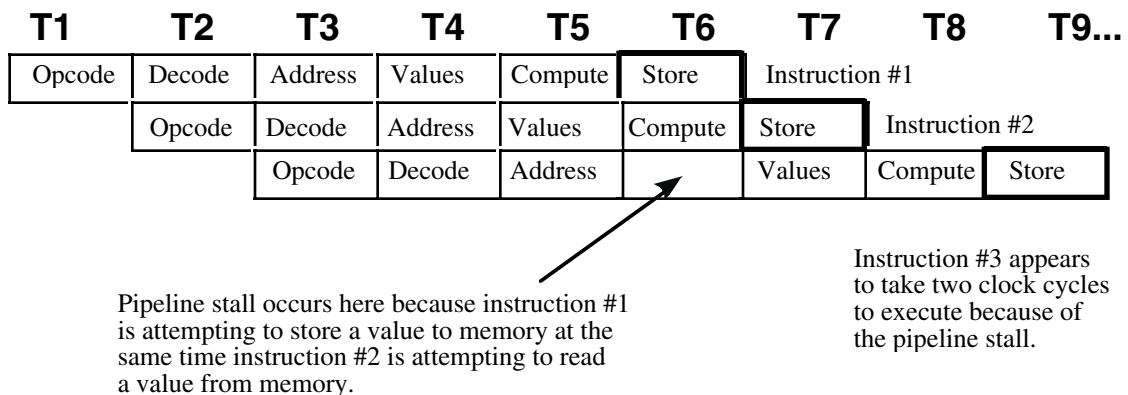 T1 T2 T3 T4 T5 T6 T7 T8 T9...
Opcode Decode Address Values Compute Store Instruction #1
Opcode Decode Address Values Compute Store Instruction #2
Opcode Decode Address Values Compute Store
Instruction #3 appears
to take two clock cycles
to execute because of
the pipeline stall.
Pipeline stall occurs here because instruction #1
is attempting to store a value to memory at the
same time instruction #2 is attempting to read
a value from memory.